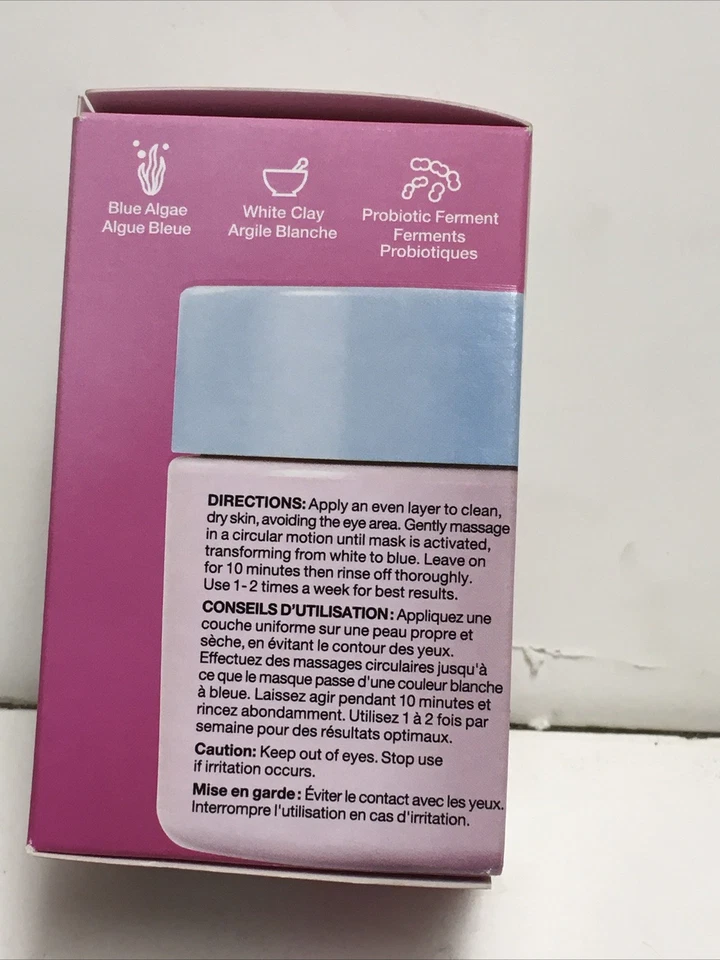 Blue Algae
Algue Bleue
White Clay
Argile Blanche
Probiotic Ferment
Ferments
Probiotiques
DIRECTIONS: Apply an even layer to clean,
dry skin, avoiding the eye area. Gently massage
in a circular motion until mask is activated,
transforming from white to blue. Leave on
for 10 minutes then rinse off thoroughly.
Use 1-2 times a week for best results.
CONSEILS D'UTILISATION: Appliquez une
couche uniforme sur une peau propre et
sèche, en évitant le contour des yeux.
Effectuez des massages circulaires jusqu'à
ce que le masque passe d'une couleur blanche
à bleue. Laissez agir pendant 10 minutes et
rincez abondamment. Utilisez 1 à 2 fois par
semaine pour des résultats optimaux.
Caution: Keep out of eyes. Stop use
if irritation occurs.
Mise en garde: Éviter le contact avec les yeux.
Interrompre l'utilisation en cas d'irritation.